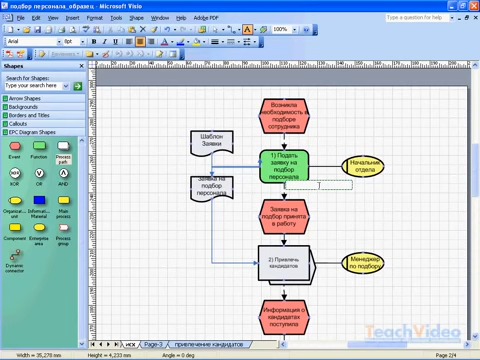 подбор персонала_образец - Microsoft Visio
File Edit View Insert Format Tools Shape Window Help Adobe PDF
Type a question for help
100%
Arial 8pt.
Shapes
Search for Shapes:
Type your search here
Arrow Shapes
Backgrounds
Borders and Titles
Callouts
EPC Diagram Shapes
Event Function Process path
XOR OR AND
Organizat... unit Informat... Material Main process
Component Enterprise area Process group
Dynamic connector
Возникла необходимость в подборе сотрудника
Шаблон Заявки
1) Подать заявку на подбор персонала
Начальник отдела
Заявка на подбор персонала
Заявка на подбор принята в работу
2) Привлечь кандидатов
Менеджер по подбору
Информация о кандидатах поступила
исх Page-3 привлечение кандидатов
Width = 35,278 mm Height = 4,233 mm Angle = 0 deg Page 2/4
TeachVideo